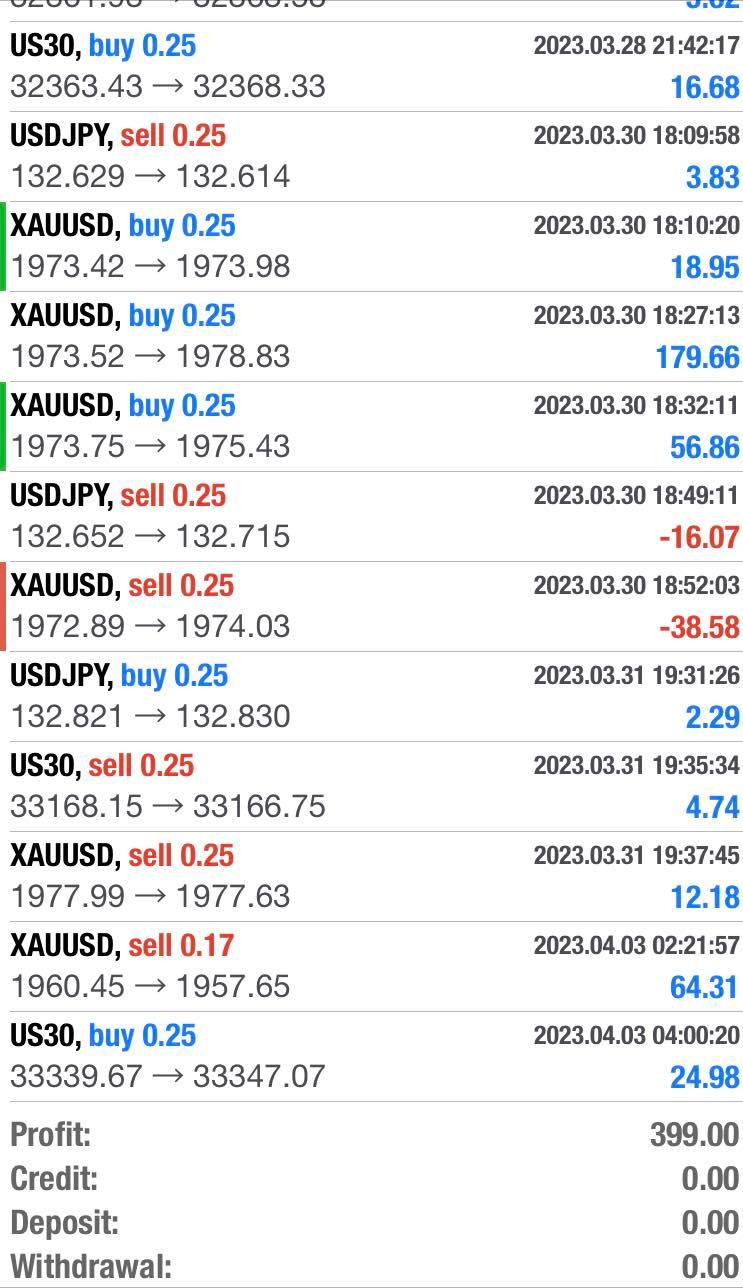 US30, buy 0.25 2023.03.28 21:42:17
32363.43 → 32368.33 16.68
USDJPY, sell 0.25 2023.03.30 18:09:58
132.629 → 132.614 3.83
XAUUSD, buy 0.25 2023.03.30 18:10:20
1973.42 → 1973.98 18.95
XAUUSD, buy 0.25 2023.03.30 18:27:13
1973.52 → 1978.83 179.66
XAUUSD, buy 0.25 2023.03.30 18:32:11
1973.75 → 1975.43 56.86
USDJPY, sell 0.25 2023.03.30 18:49:11
132.652 → 132.715 -16.07
XAUUSD, sell 0.25 2023.03.30 18:52:03
1972.89 → 1974.03 -38.58
USDJPY, buy 0.25 2023.03.31 19:31:26
132.821 → 132.830 2.29
US30, sell 0.25 2023.03.31 19:35:34
33168.15 → 33166.75 4.74
XAUUSD, sell 0.25 2023.03.31 19:37:45
1977.99 → 1977.63 12.18
XAUUSD, sell 0.17 2023.04.03 02:21:57
1960.45 → 1957.65 64.31
US30, buy 0.25 2023.04.03 04:00:20
33339.67 → 33347.07 24.98
Profit: 399.00
Credit: 0.00
Deposit: 0.00
Withdrawal: 0.00